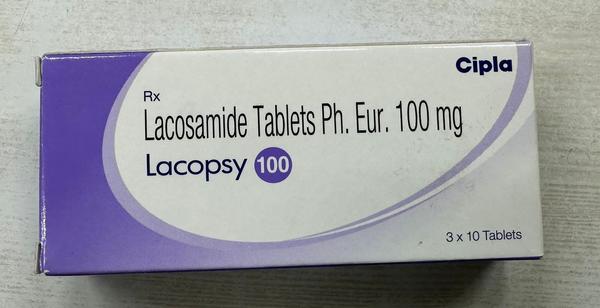 Cipla
Rx
Lacosamide Tablets Ph. Eur. 100 mg
Lacopsy 100
3 x 10 Tablets